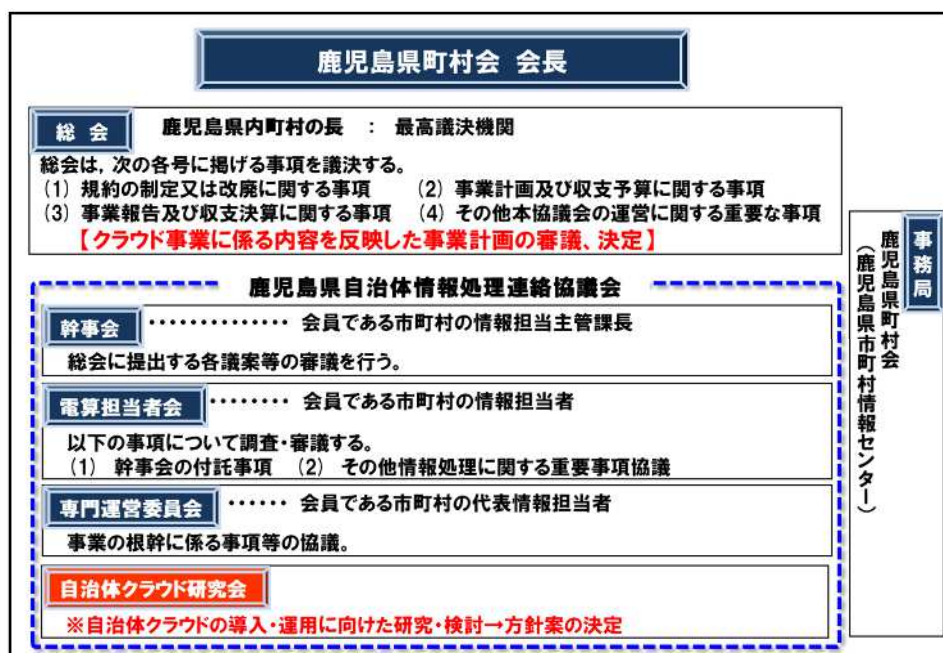 鹿児島県町村会 会長
総 会 鹿児島県内町村の長 : 最高議決機関
総会は,次の各号に掲げる事項を議決する。
(1) 規約の制定又は改廃に関する事項 (2) 事業計画及び収支予算に関する事項
(3) 事業報告及び収支決算に関する事項 (4) その他本協議会の運営に関する重要な事項
【クラウド事業に係る内容を反映した事業計画の審議、決定】
鹿児島県自治体情報処理連絡協議会
幹事会 ・・・・・・・・・・・・・・ 会員である市町村の情報担当主管課長
総会に提出する各議案等の審議を行う。
電算担当者会 ・・・・・・・・ 会員である市町村の情報担当者
以下の事項について調査・審議する。
(1) 幹事会の付託事項 (2) その他情報処理に関する重要事項協議
専門運営委員会 ・・・・・・ 会員である市町村の代表情報担当者
事業の根幹に係る事項等の協議。
自治体クラウド研究会
※自治体クラウドの導入・運用に向けた研究・検討→方針案の決定
事務局
鹿児島県町村会
(鹿児島県市町村情報センター)